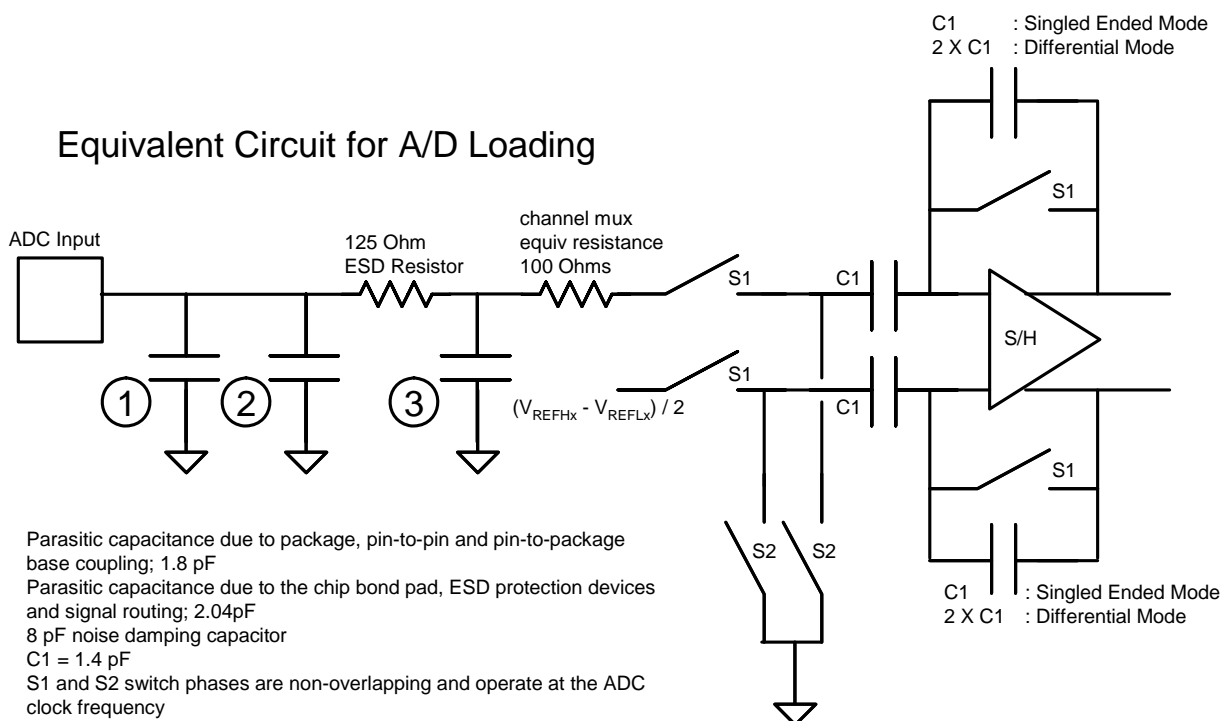 C1 : Singled Ended Mode
2 X C1 : Differential Mode
Equivalent Circuit for A/D Loading
S1
ADC Input
125 Ohm
ESD Resistor
channel mux
equiv resistance
100 Ohms
S1
C1
S/H
1
2
3
(VREFHx - VREFLx) / 2
S1
C1
S1
S2
S2
C1 : Singled Ended Mode
2 X C1 : Differential Mode
Parasitic capacitance due to package, pin-to-pin and pin-to-package
base coupling; 1.8 pF
Parasitic capacitance due to the chip bond pad, ESD protection devices
and signal routing; 2.04pF
8 pF noise damping capacitor
C1 = 1.4 pF
S1 and S2 switch phases are non-overlapping and operate at the ADC
clock frequency